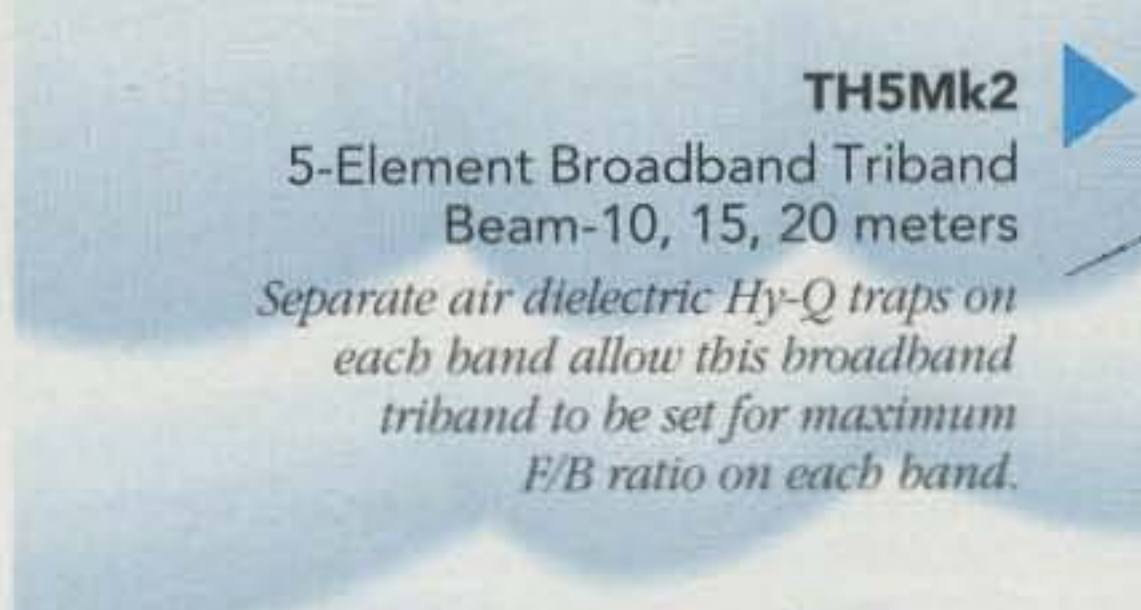 TH5Mk2
5-Element Broadband Triband
Beam-10, 15, 20 meters
Separate air dielectric Hy-Q traps on
each band allow this broadband
triband to be set for maximum
F/B ratio on each band.